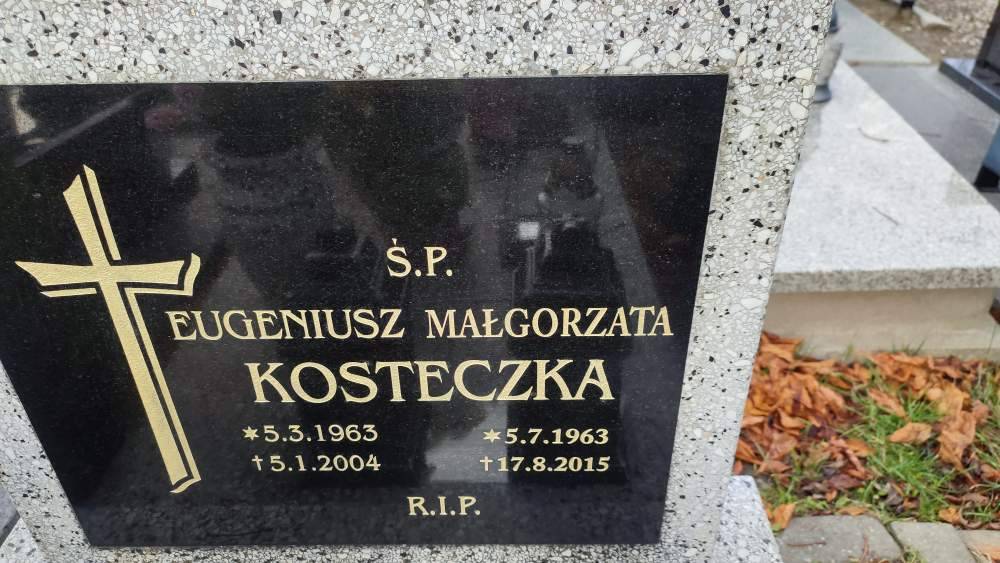 Ś.P.
EUGENIUSZ MAŁGORZATA
KOSTECZKA
*5.3.1963 *5.7.1963
†5.1.2004 †17.8.2015
R.I.P.